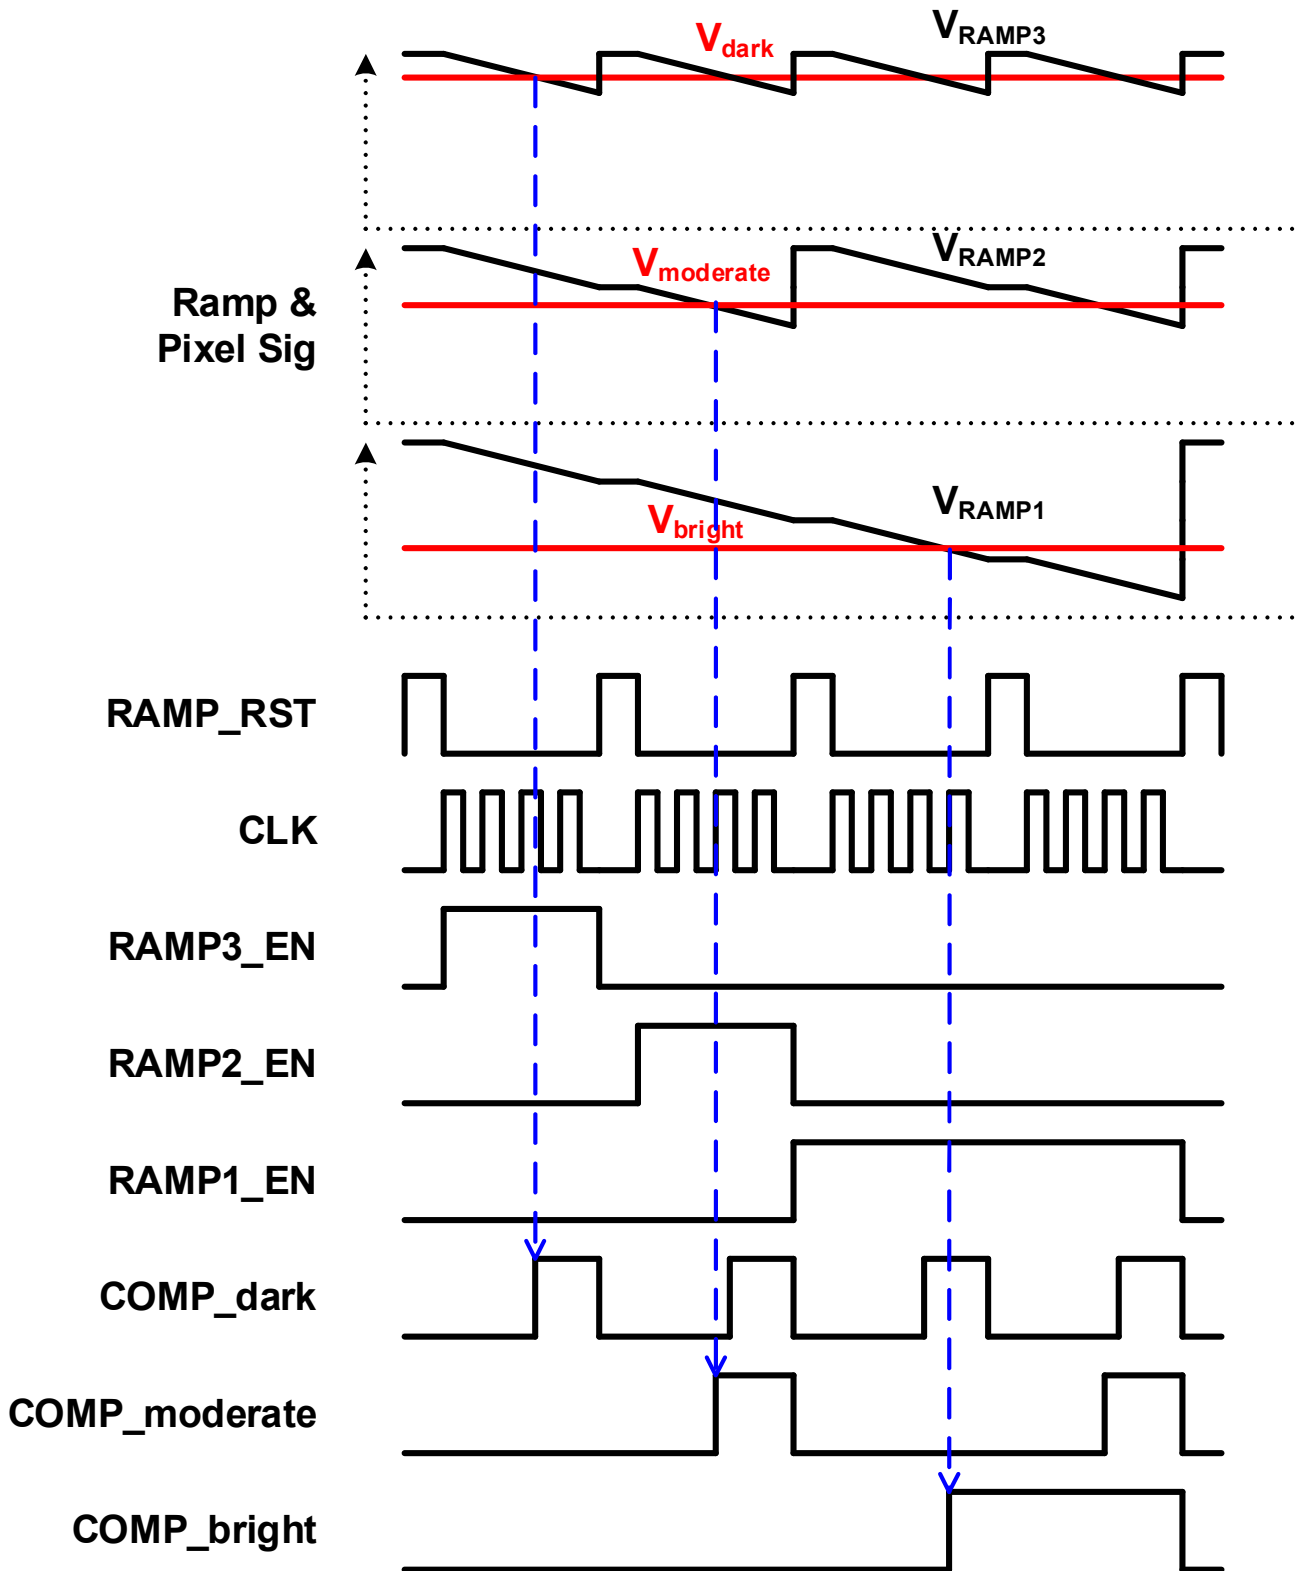 V_dark
V_RAMP3
V_moderate
V_RAMP2
Ramp &
Pixel Sig
V_bright
V_RAMP1
RAMP_RST
CLK
RAMP3_EN
RAMP2_EN
RAMP1_EN
COMP_dark
COMP_moderate
COMP_bright